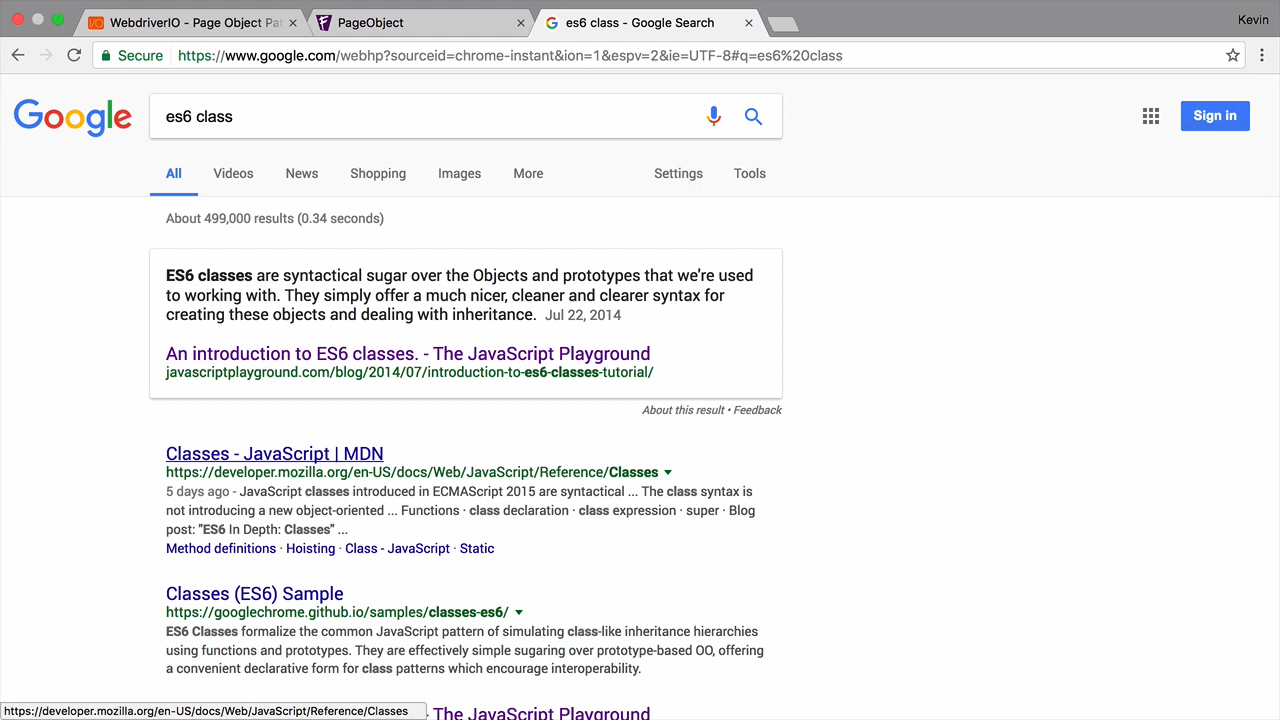 WebdriverIO - Page Object Pat
PageObject
es6 class - Google Search
Kevin
Secure
https://www.google.com/webhp?sourceid=chrome-instant&ion=1&espv=2&ie=UTF-8#q=es6%20class
Google
es6 class
Sign in
All Videos News Shopping Images More Settings Tools
About 499,000 results (0.34 seconds)
ES6 classes are syntactical sugar over the Objects and prototypes that we're used
to working with. They simply offer a much nicer, cleaner and clearer syntax for
creating these objects and dealing with inheritance. Jul 22, 2014
An introduction to ES6 classes. - The JavaScript Playground
javascriptplayground.com/blog/2014/07/introduction-to-es6-classes-tutorial/
About this result • Feedback
Classes - JavaScript | MDN
https://developer.mozilla.org/en-US/docs/Web/JavaScript/Reference/Classes
5 days ago - JavaScript classes introduced in ECMAScript 2015 are syntactical ... The class syntax is
not introducing a new object-oriented ... Functions · class declaration · class expression · super · Blog
post: "ES6 In Depth: Classes" ...
Method definitions · Hoisting · Class - JavaScript · Static
Classes (ES6) Sample
https://googlechrome.github.io/samples/classes-es6/
ES6 Classes formalize the common JavaScript pattern of simulating class-like inheritance hierarchies
using functions and prototypes. They are effectively simple sugaring over prototype-based OO, offering
a convenient declarative form for class patterns which encourage interoperability.
- The JavaScript Playground
https://developer.mozilla.org/en-US/docs/Web/JavaScript/Reference/Classes